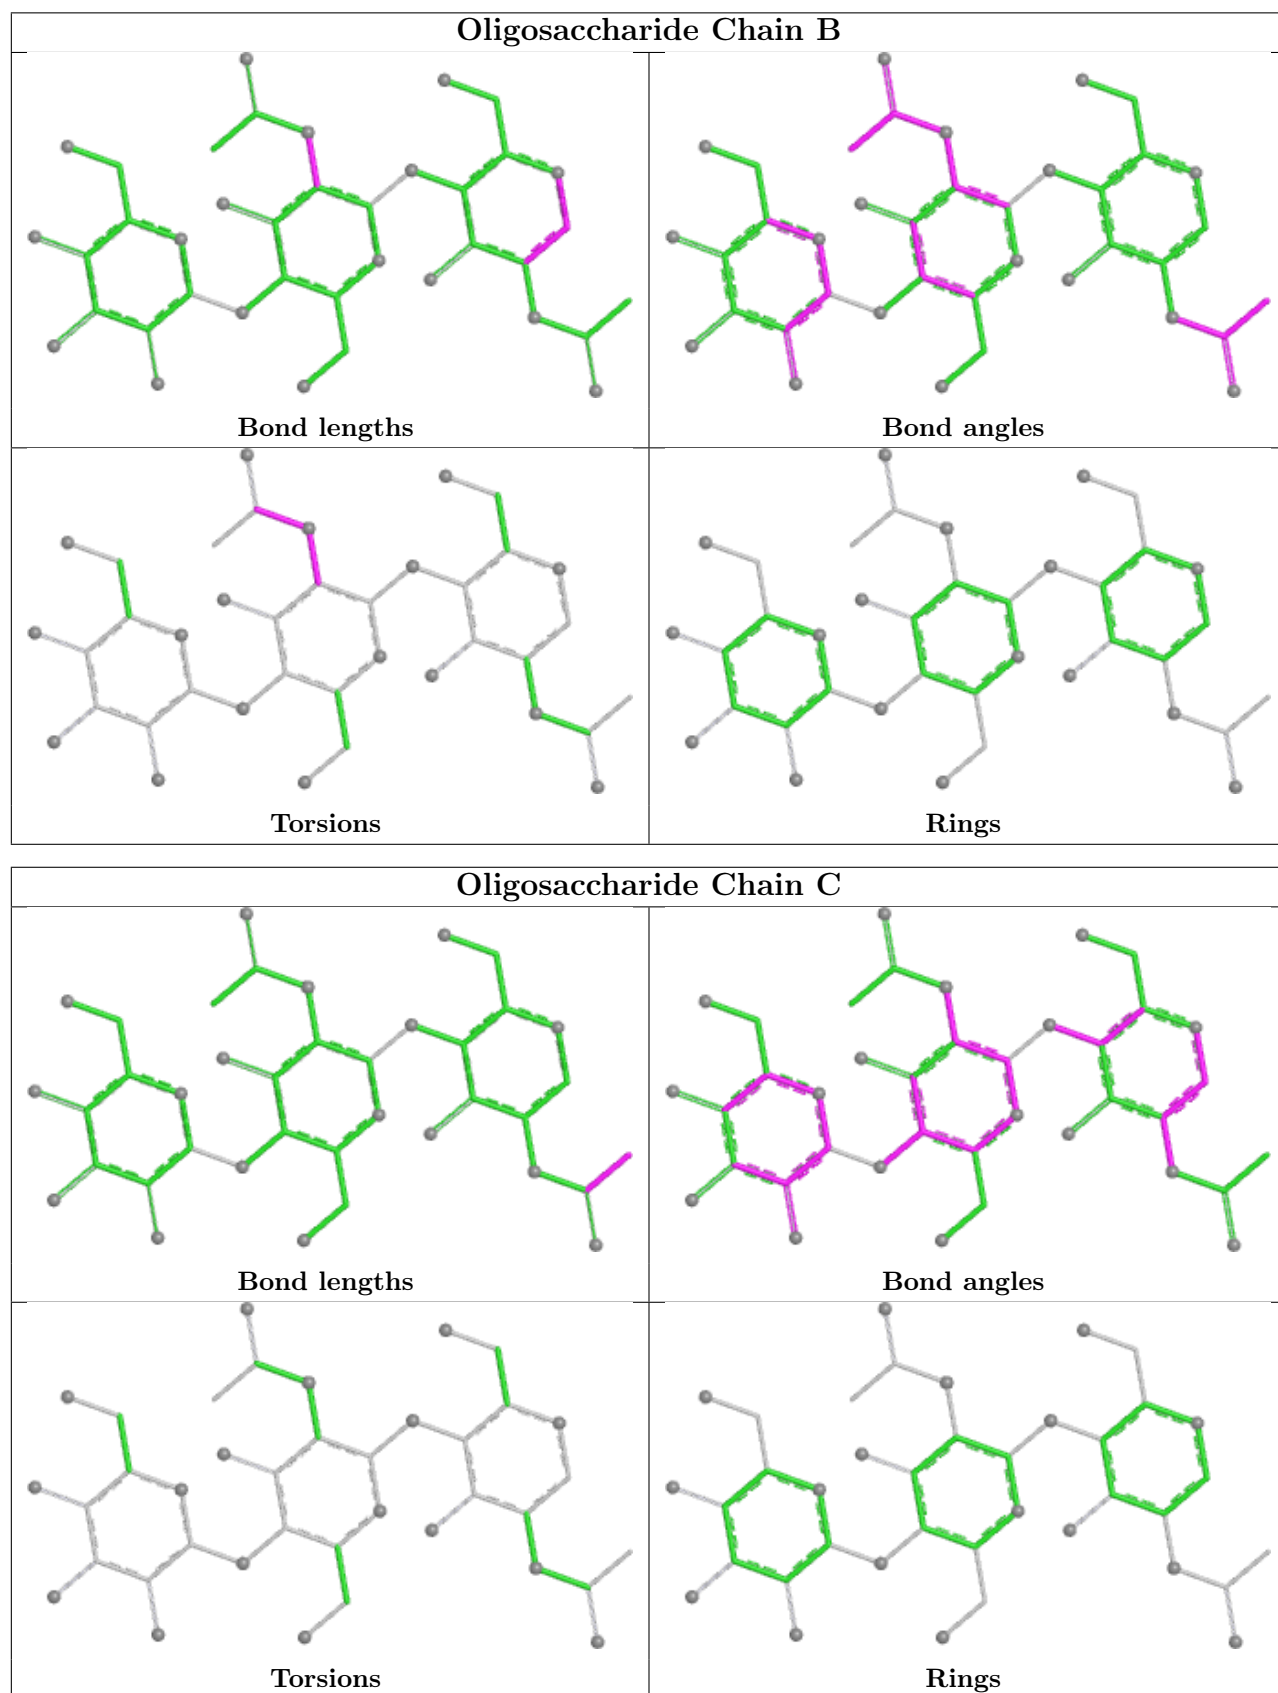 Oligosaccharide Chain B
Bond lengths
Bond angles
Torsions
Rings
Oligosaccharide Chain C
Bond lengths
Bond angles
Torsions
Rings